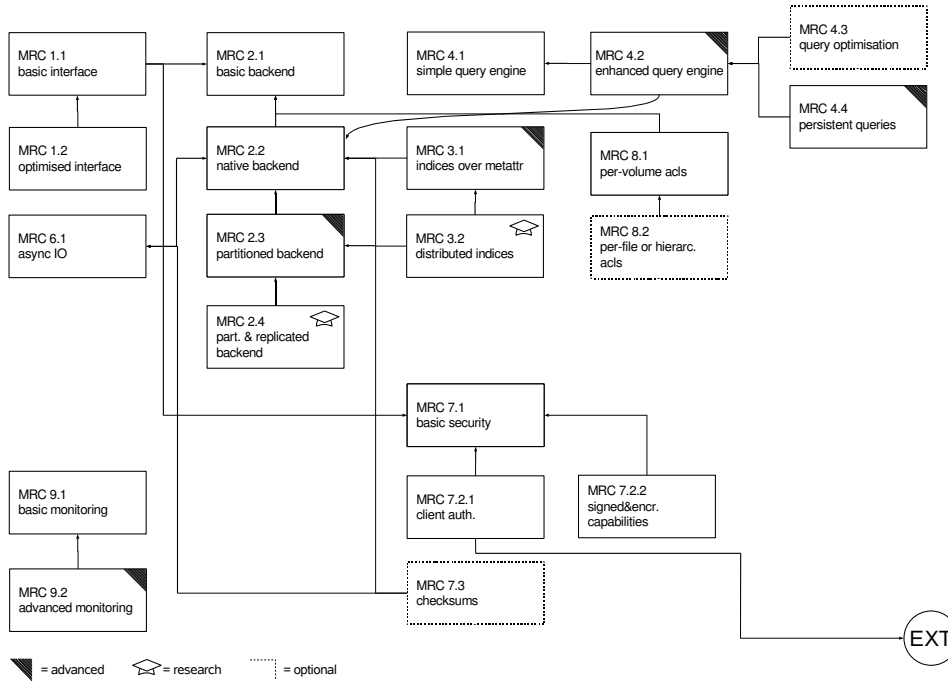 MRC 1.1
basic interface
MRC 2.1
basic backend
MRC 4.1
simple query engine
MRC 4.2
enhanced query engine
MRC 4.3
query optimisation
MRC 4.4
persistent queries
MRC 1.2
optimised interface
MRC 2.2
native backend
MRC 3.1
indices over metattr
MRC 8.1
per-volume acls
MRC 6.1
async IO
MRC 2.3
partitioned backend
MRC 3.2
distributed indices
MRC 8.2
per-file or hierarc.
acls
MRC 2.4
part. & replicated
backend
MRC 7.1
basic security
MRC 9.1
basic monitoring
MRC 7.2.1
client auth.
MRC 7.2.2
signed&encr.
capabilities
MRC 9.2
advanced monitoring
MRC 7.3
checksums
EXT
= advanced
= research
= optional